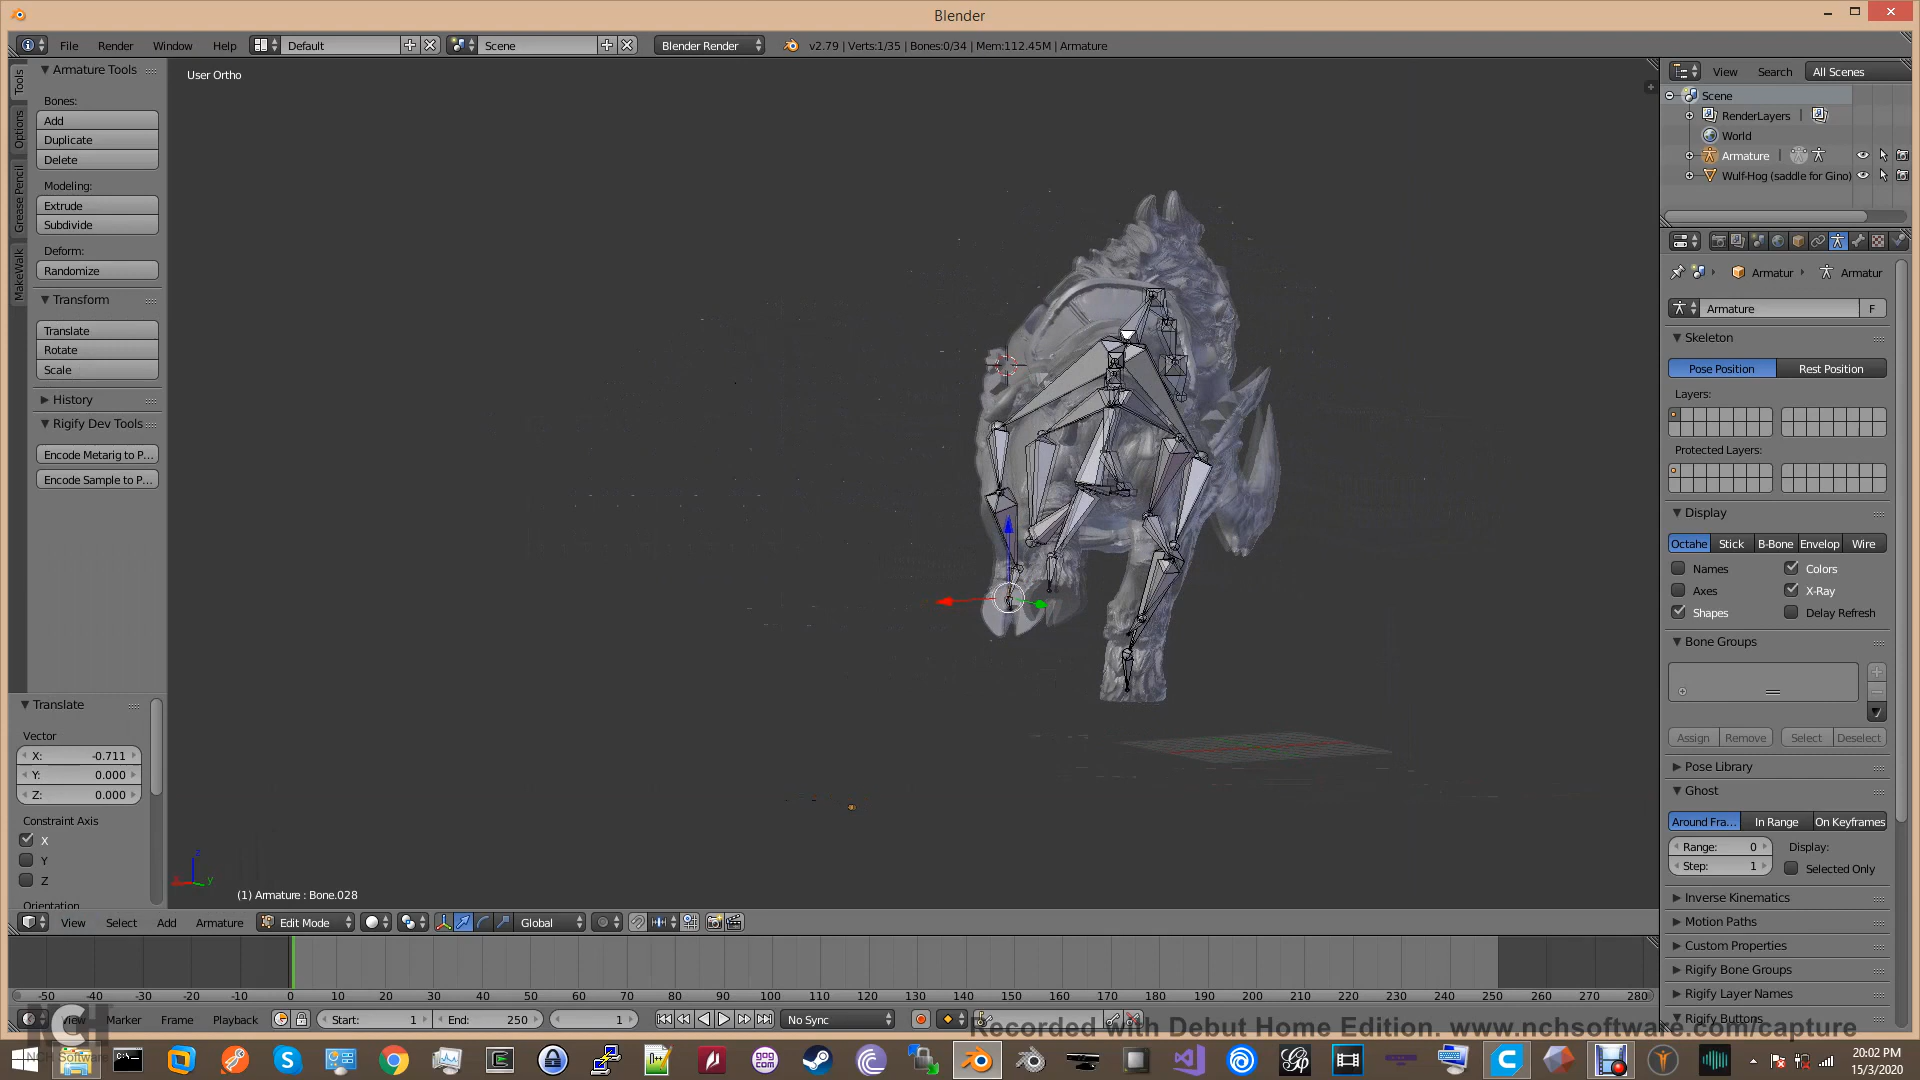 Blender
File Render Window Help Default Scene Blender Render v2.79 | Verts:1/35 | Bones:0/34 | Mem:112.45M | Armature
Tools
Options
Grease Pencil
MakeWalk
Armature Tools
Bones:
Add
Duplicate
Delete
Modeling:
Extrude
Subdivide
Deform:
Randomize
Transform
Translate
Rotate
Scale
History
Rigify Dev Tools
Encode Metarig to P...
Encode Sample to P...
Translate
Vector
X: -0.711
Y: 0.000
Z: 0.000
Constraint Axis
X
Y
Z
Orientation
User Ortho
(1) Armature : Bone.028
z
y
View Select Add Armature Edit Mode Global
-50 -40 -30 -20 -10 0 10 20 30 40 50 60 70 80 90 100 110 120 130 140 150 160 170 180 190 200 210 220 230 240 250 260 270 280
View Marker Frame Playback Start: 1 End: 250 1 No Sync
View Search All Scenes
Scene
RenderLayers |
World
Armature |
Wulf-Hog (saddle for Gino)
Armatur Armatur
Armature F
Skeleton
Pose Position Rest Position
Layers:
Protected Layers:
Display
Octahe Stick B-Bone Envelop Wire
Names Colors
Axes X-Ray
Shapes Delay Refresh
Bone Groups
Assign Remove Select Deselect
Pose Library
Ghost
Around Fra... In Range On Keyframes
Range: 0 Display:
Step: 1 Selected Only
Inverse Kinematics
Motion Paths
Custom Properties
Rigify Bone Groups
Rigify Layer Names
Rigify Buttons
NCH
NCH Software
Recorded with Debut Home Edition. www.nchsoftware.com/capture
gog
com
20:02 PM
15/3/2020